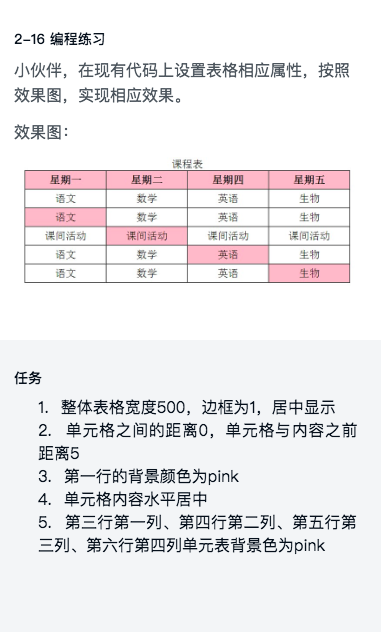 2-16 编程练习
小伙伴，在现有代码上设置表格相应属性，按照
效果图，实现相应效果。
效果图：
课程表
星期一 星期二 星期四 星期五
语文 数学 英语 生物
语文 数学 英语 生物
课间活动 课间活动 课间活动 课间活动
语文 数学 英语 生物
语文 数学 英语 生物
任务
1. 整体表格宽度500，边框为1，居中显示
2. 单元格之间的距离0，单元格与内容之前
距离5
3. 第一行的背景颜色为pink
4. 单元格内容水平居中
5. 第三行第一列、第四行第二列、第五行第
三列、第六行第四列单元表背景色为pink